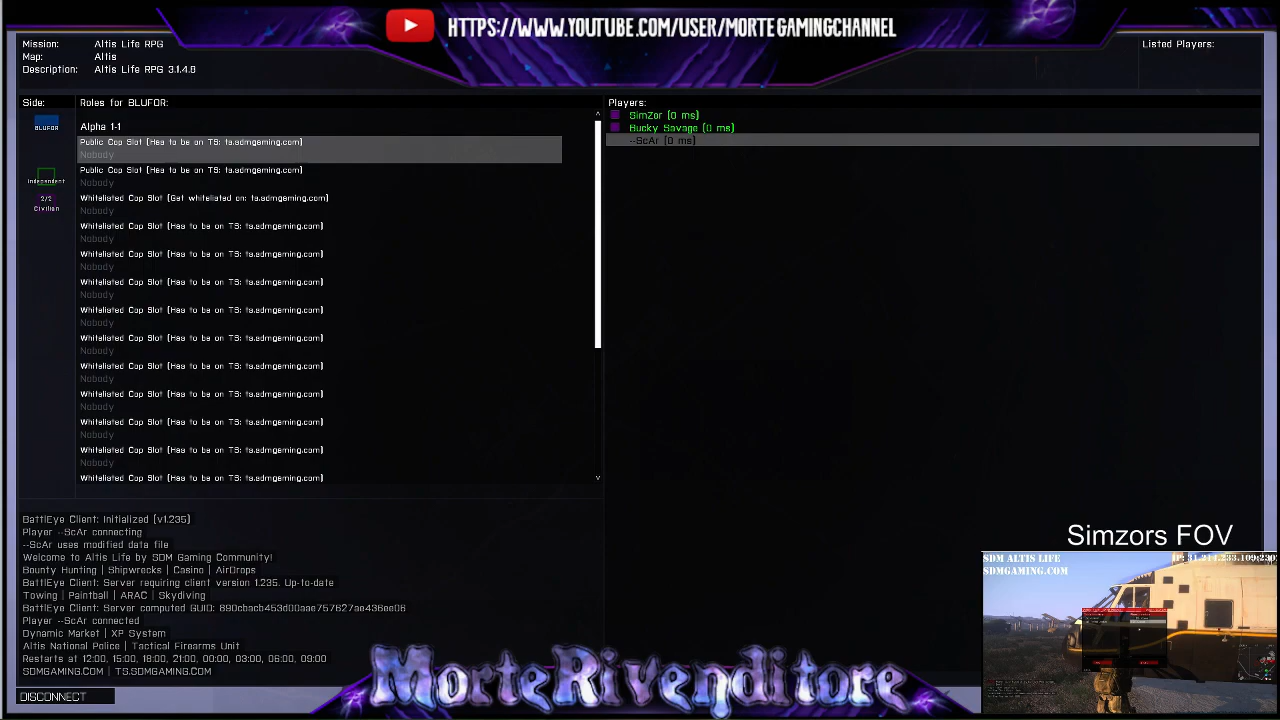 HTTPS://WWW.YOUTUBE.COM/USER/MORTEGAMINGCHANNEL
Mission: Altis Life RPG
Map: Altis
Description: Altis Life RPG 3.1.4.8
Listed Players:
Side:
Roles for BLUFOR:
Players:
BLUFOR
Independent
2/2
Civilian
Alpha 1-1
Public Cop Slot (Has to be on TS: ts.sdmgaming.com)
Nobody
Public Cop Slot (Has to be on TS: ts.sdmgaming.com)
Nobody
Whitelisted Cop Slot (Get whitelisted on: ts.sdmgaming.com)
Nobody
Whitelisted Cop Slot (Has to be on TS: ts.sdmgaming.com)
Nobody
Whitelisted Cop Slot (Has to be on TS: ts.sdmgaming.com)
Nobody
Whitelisted Cop Slot (Has to be on TS: ts.sdmgaming.com)
Nobody
Whitelisted Cop Slot (Has to be on TS: ts.sdmgaming.com)
Nobody
Whitelisted Cop Slot (Has to be on TS: ts.sdmgaming.com)
Nobody
Whitelisted Cop Slot (Has to be on TS: ts.sdmgaming.com)
Nobody
Whitelisted Cop Slot (Has to be on TS: ts.sdmgaming.com)
Nobody
Whitelisted Cop Slot (Has to be on TS: ts.sdmgaming.com)
Nobody
Whitelisted Cop Slot (Has to be on TS: ts.sdmgaming.com)
Nobody
Whitelisted Cop Slot (Has to be on TS: ts.sdmgaming.com)
SimZor (0 ms)
Bucky Savage (0 ms)
--ScAr (0 ms)
BattlEye Client: Initialized (v1.235)
Player --ScAr connecting
--ScAr uses modified data file
Welcome to Altis Life by SDM Gaming Community!
Bounty Hunting | Shipwrecks | Casino | AirDrops
BattlEye Client: Server requiring client version 1.235. Up-to-date
Towing | Paintball | ARAC | Skydiving
BattlEye Client: Server computed GUID: 890cbacb453d00aae757627ae436ee06
Player --ScAr connected
Dynamic Market | XP System
Altis National Police | Tactical Firearms Unit
Restarts at 12:00, 15:00, 18:00, 21:00, 00:00, 03:00, 06:00, 09:00
SDMGAMING.COM | TS.SDMGAMING.COM
DISCONNECT
Simzors FOV
SDM ALTIS LIFE
SDMGAMING.COM
MorteRivenditore